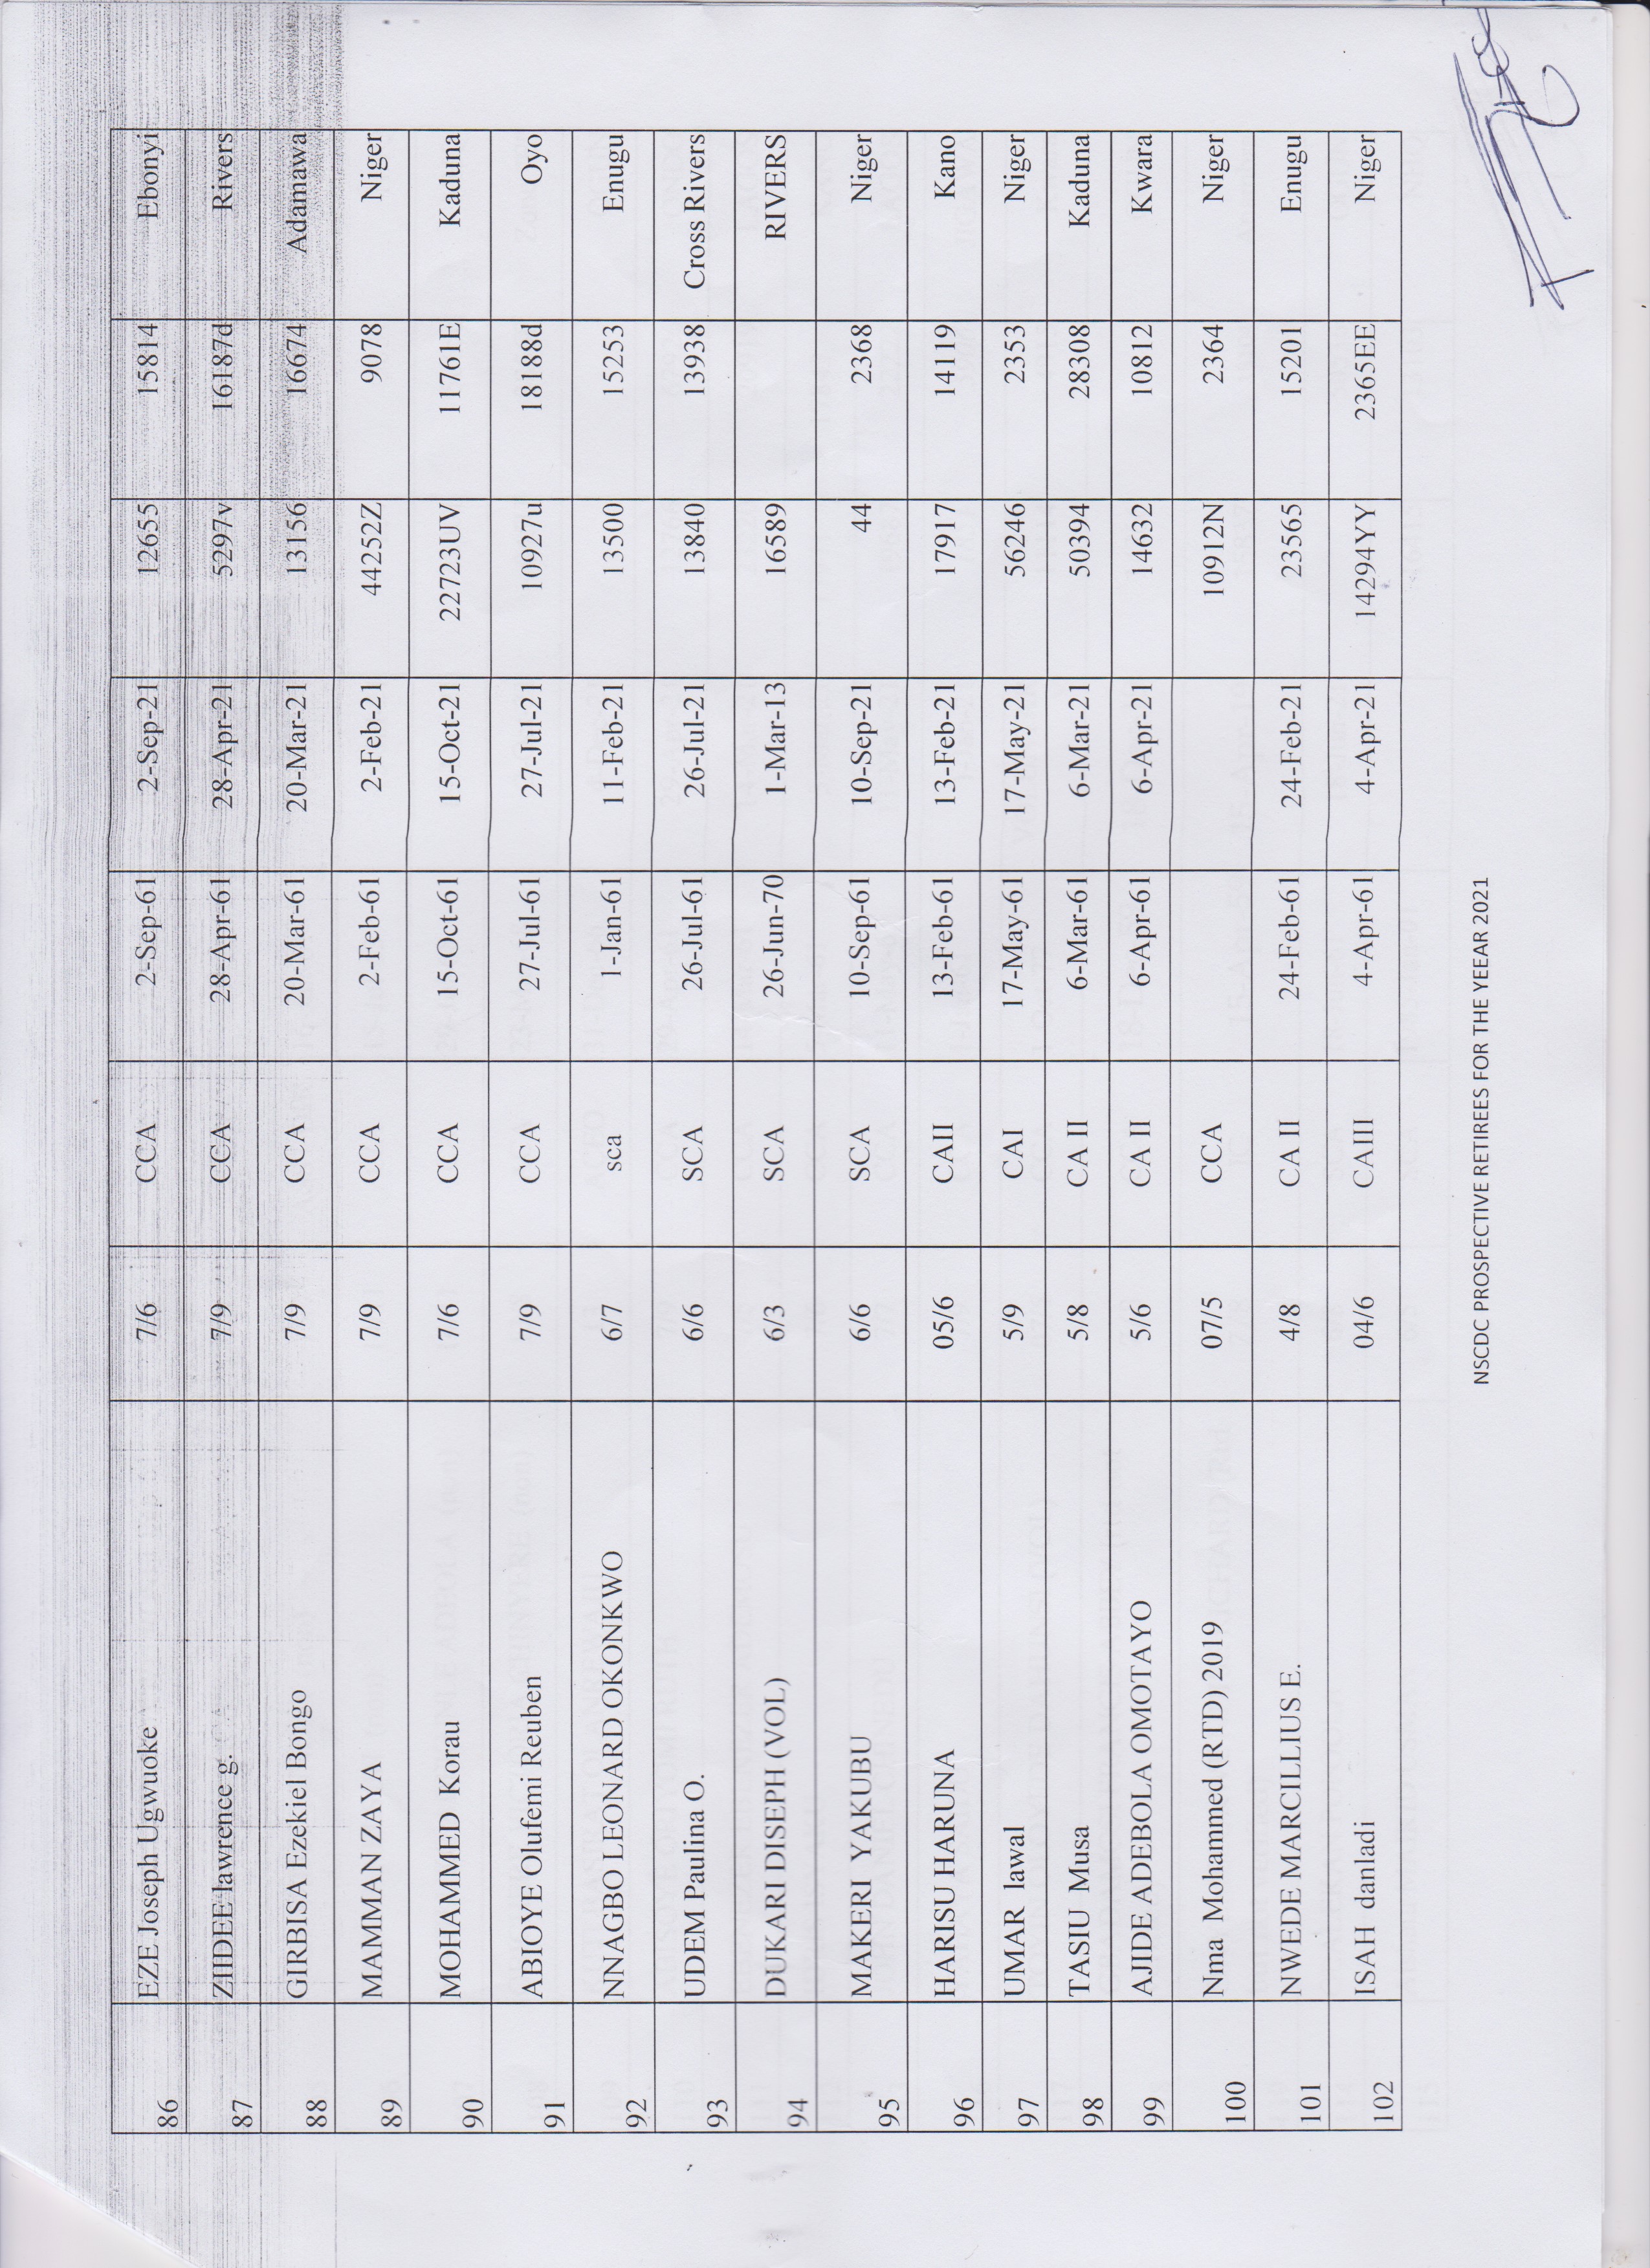 86 EZE Joseph Ugwuoke 7/6 CCA 2-Sep-61 2-Sep-21 12655 15814 Ebonyi
87 ZIIDEE lawrence g. 7/9 CCA 28-Apr-61 28-Apr-21 5297v 16187d Rivers
88 GIRBISA Ezekiel Bongo 7/9 CCA 20-Mar-61 20-Mar-21 13156 16674 Adamawa
89 MAMMAN ZAYA 7/9 CCA 2-Feb-61 2-Feb-21 44252Z 9078 Niger
90 MOHAMMED Korau 7/6 CCA 15-Oct-61 15-Oct-21 22723UV 11761E Kaduna
91 ABIOYE Olufemi Reuben 7/9 CCA 27-Jul-61 27-Jul-21 10927u 18188d Oyo
92 NNAGBO LEONARD OKONKWO 6/7 sca 1-Jan-61 11-Feb-21 13500 15253 Enugu
93 UDEM Paulina O. 6/6 SCA 26-Jul-61 26-Jul-21 13840 13938 Cross Rivers
94 DUKARI DISEPH (VOL) 6/3 SCA 26-Jun-70 1-Mar-13 16589 RIVERS
95 MAKERI YAKUBU 6/6 SCA 10-Sep-61 10-Sep-21 44 2368 Niger
96 HARISU HARUNA 05/6 CAII 13-Feb-61 13-Feb-21 17917 14119 Kano
97 UMAR lawal 5/9 CAI 17-May-61 17-May-21 56246 2353 Niger
98 TASIU Musa 5/8 CA II 6-Mar-61 6-Mar-21 50394 28308 Kaduna
99 AJIDE ADEBOLA OMOTAYO 5/6 CA II 6-Apr-61 6-Apr-21 14632 10812 Kwara
100 Nma Mohammed (RTD) 2019 07/5 CCA 10912N 2364 Niger
101 NWEDE MARCILLIUS E. 4/8 CA II 24-Feb-61 24-Feb-21 23565 15201 Enugu
102 ISAH danladi 04/6 CAIII 4-Apr-61 4-Apr-21 14294YY 2365EE Niger
NSCDC PROSPECTIVE RETIREES FOR THE YEEAR 2021